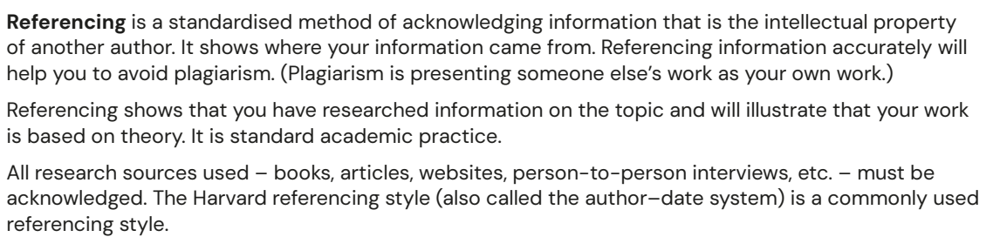 Referencing is a standardised method of acknowledging information that is the intellectual property
of another author. It shows where your information came from. Referencing information accurately will
help you to avoid plagiarism. (Plagiarism is presenting someone else’s work as your own work.)
Referencing shows that you have researched information on the topic and will illustrate that your work
is based on theory. It is standard academic practice.
All research sources used – books, articles, websites, person-to-person interviews, etc. – must be
acknowledged. The Harvard referencing style (also called the author–date system) is a commonly used
referencing style.